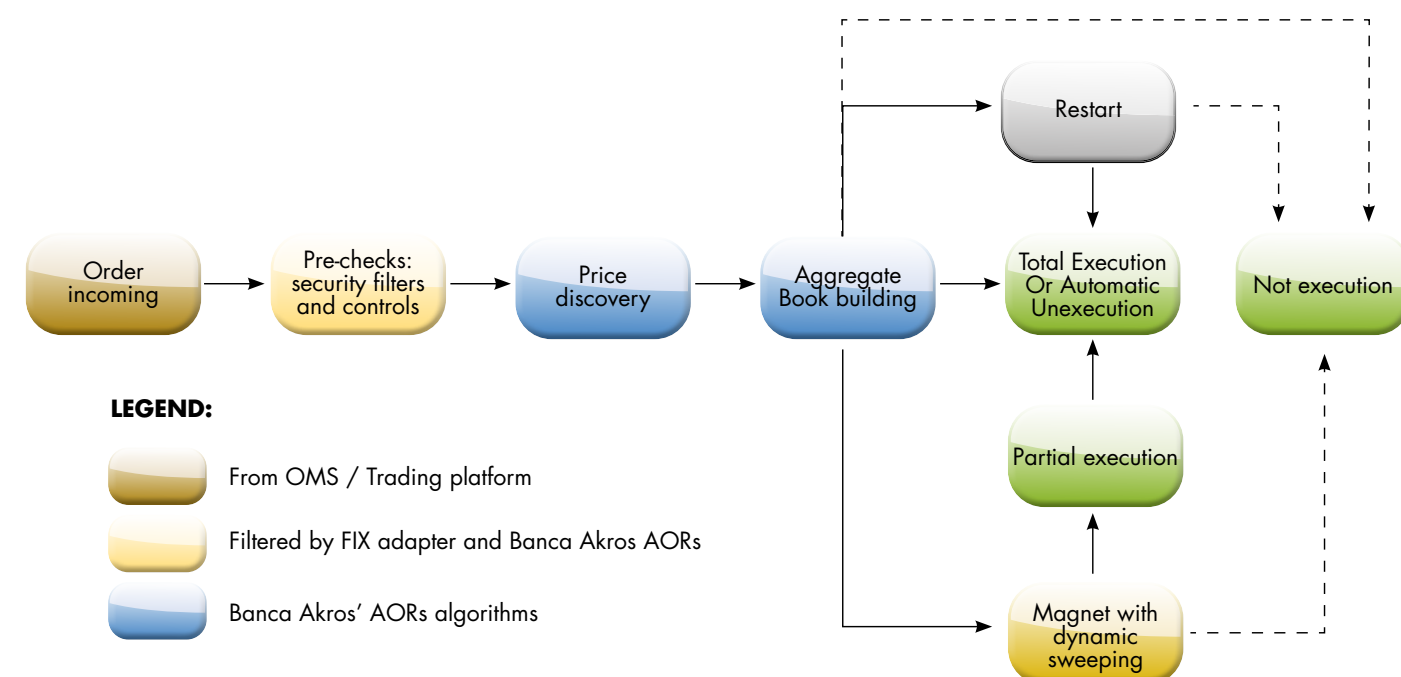 Restart
Order
incoming
Pre-checks:
security filters
and controls
Price
discovery
Aggregate
Book building
Total Execution
Or Automatic
Unexecution
Not execution
LEGEND:
From OMS / Trading platform
Filtered by FIX adapter and Banca Akros AORs
Banca Akros’ AORs algorithms
Partial execution
Magnet with
dynamic
sweeping